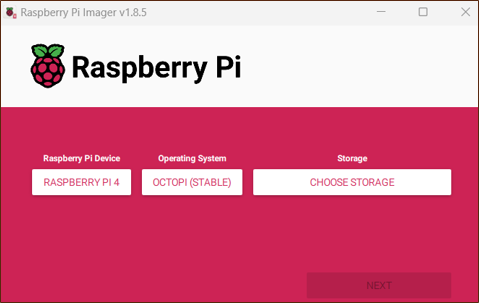 Raspberry Pi Imager v1.8.5
Raspberry Pi
Raspberry Pi Device Operating System Storage
RASPBERRY PI 4 OCTOPI (STABLE) CHOOSE STORAGE
NEXT